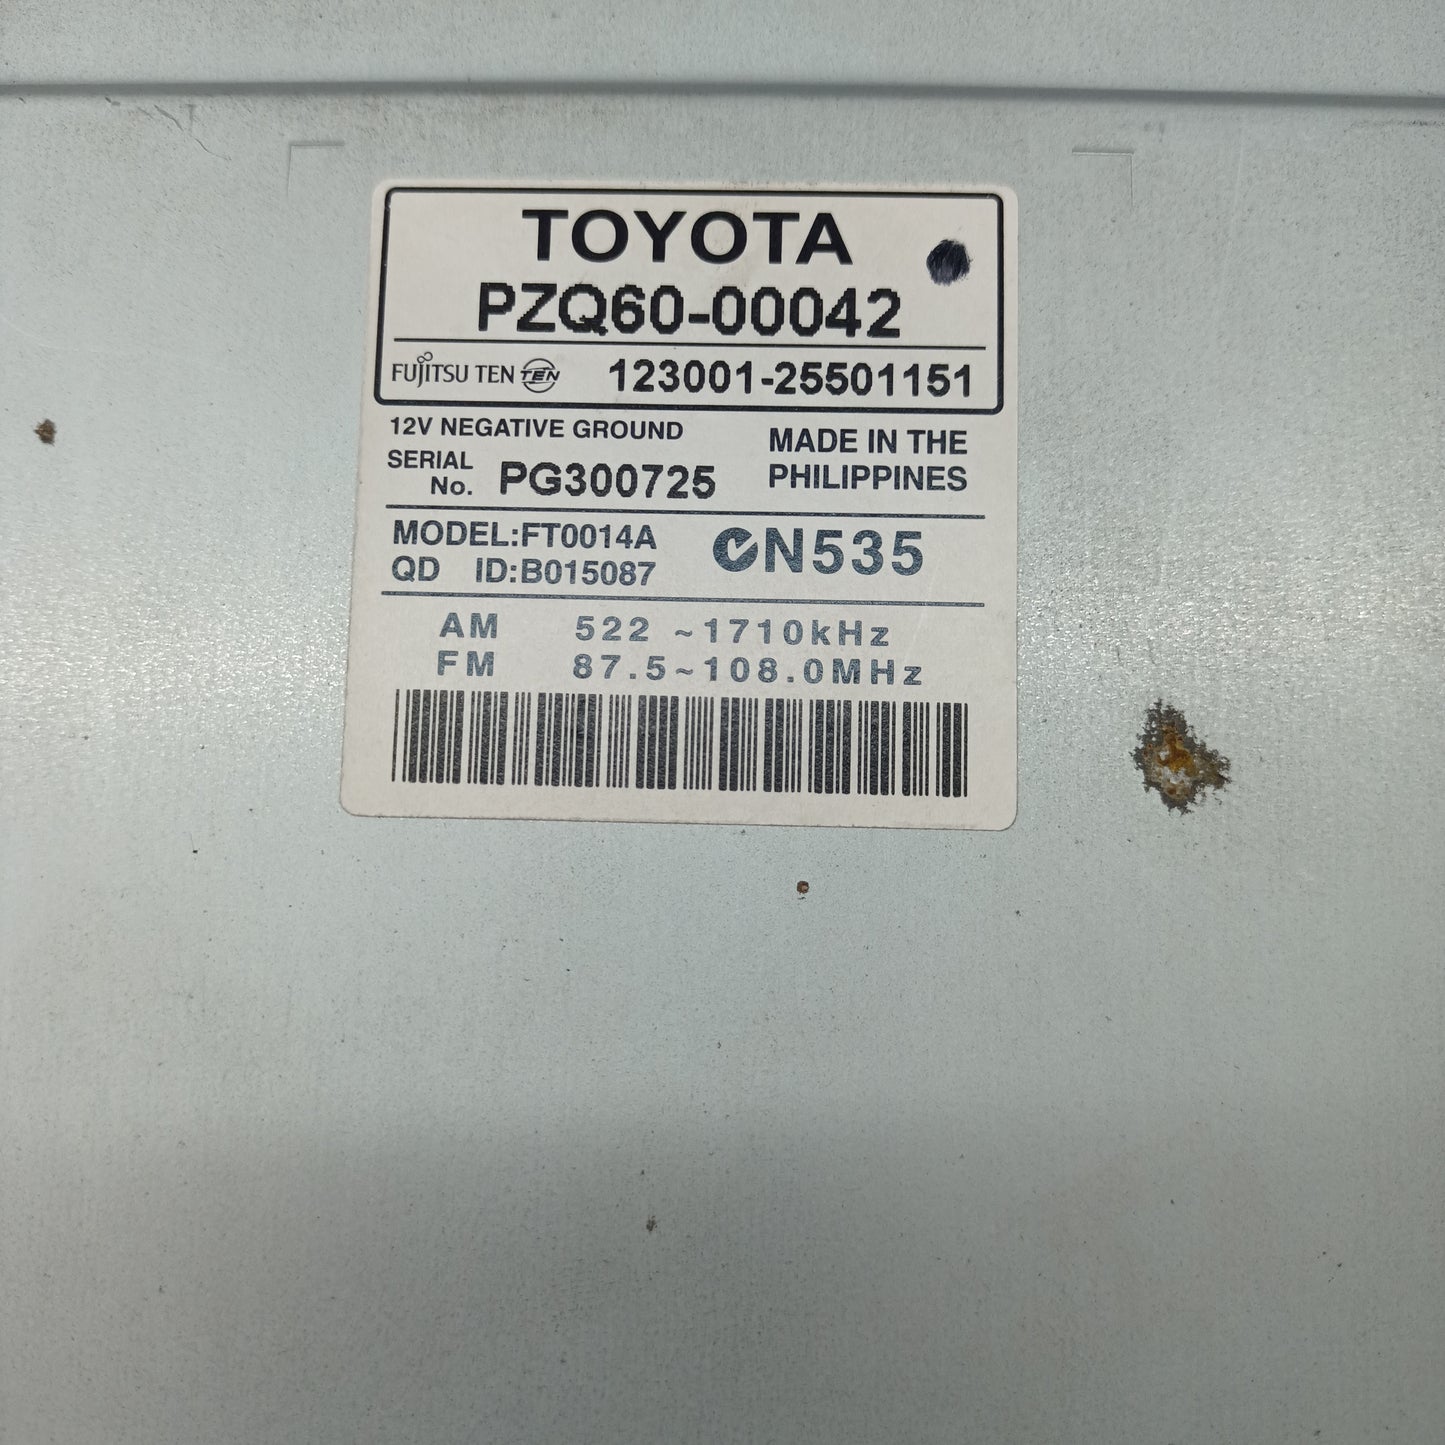 TOYOTA
PZQ60-00042
FUJITSU TEN TEN 123001-25501151
12V NEGATIVE GROUND
MADE IN THE
PHILIPPINES
SERIAL
No. PG300725
MODEL:FT0014A
QD ID:B015087
N535
AM 522 ~1710kHz
FM 87.5~108.0MHz